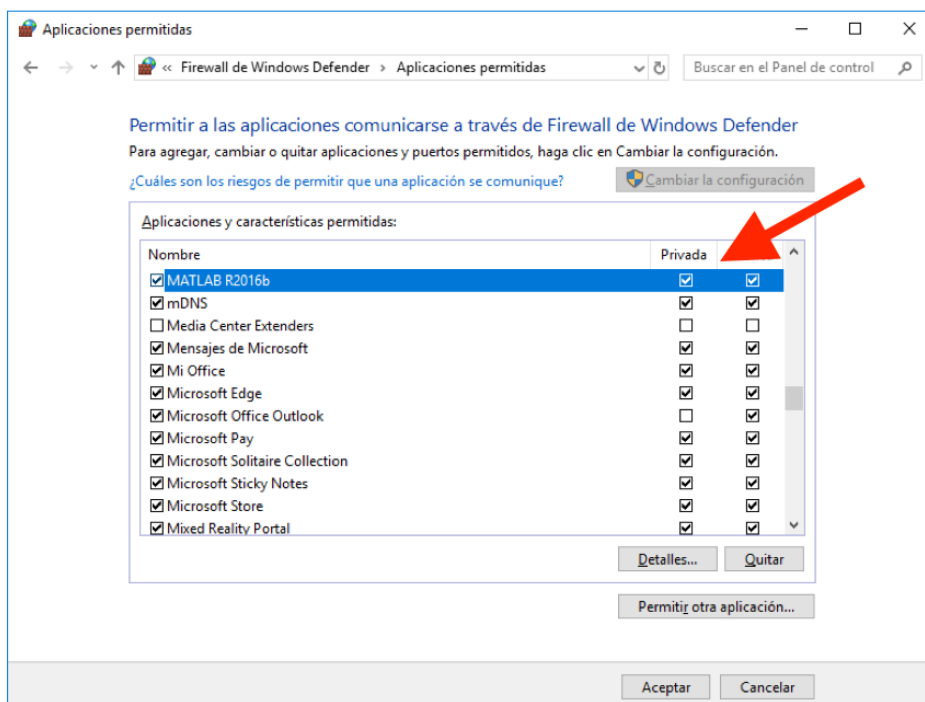 Aplicaciones permitidas
« Firewall de Windows Defender > Aplicaciones permitidas
Buscar en el Panel de control
Permitir a las aplicaciones comunicarse a través de Firewall de Windows Defender
Para agregar, cambiar o quitar aplicaciones y puertos permitidos, haga clic en Cambiar la configuración.
¿Cuáles son los riesgos de permitir que una aplicación se comunique?
Cambiar la configuración
Aplicaciones y características permitidas:
Nombre Privada
MATLAB R2016b
mDNS
Media Center Extenders
Mensajes de Microsoft
Mi Office
Microsoft Edge
Microsoft Office Outlook
Microsoft Pay
Microsoft Solitaire Collection
Microsoft Sticky Notes
Microsoft Store
Mixed Reality Portal
Detalles... Quitar
Permitir otra aplicación...
Aceptar Cancelar